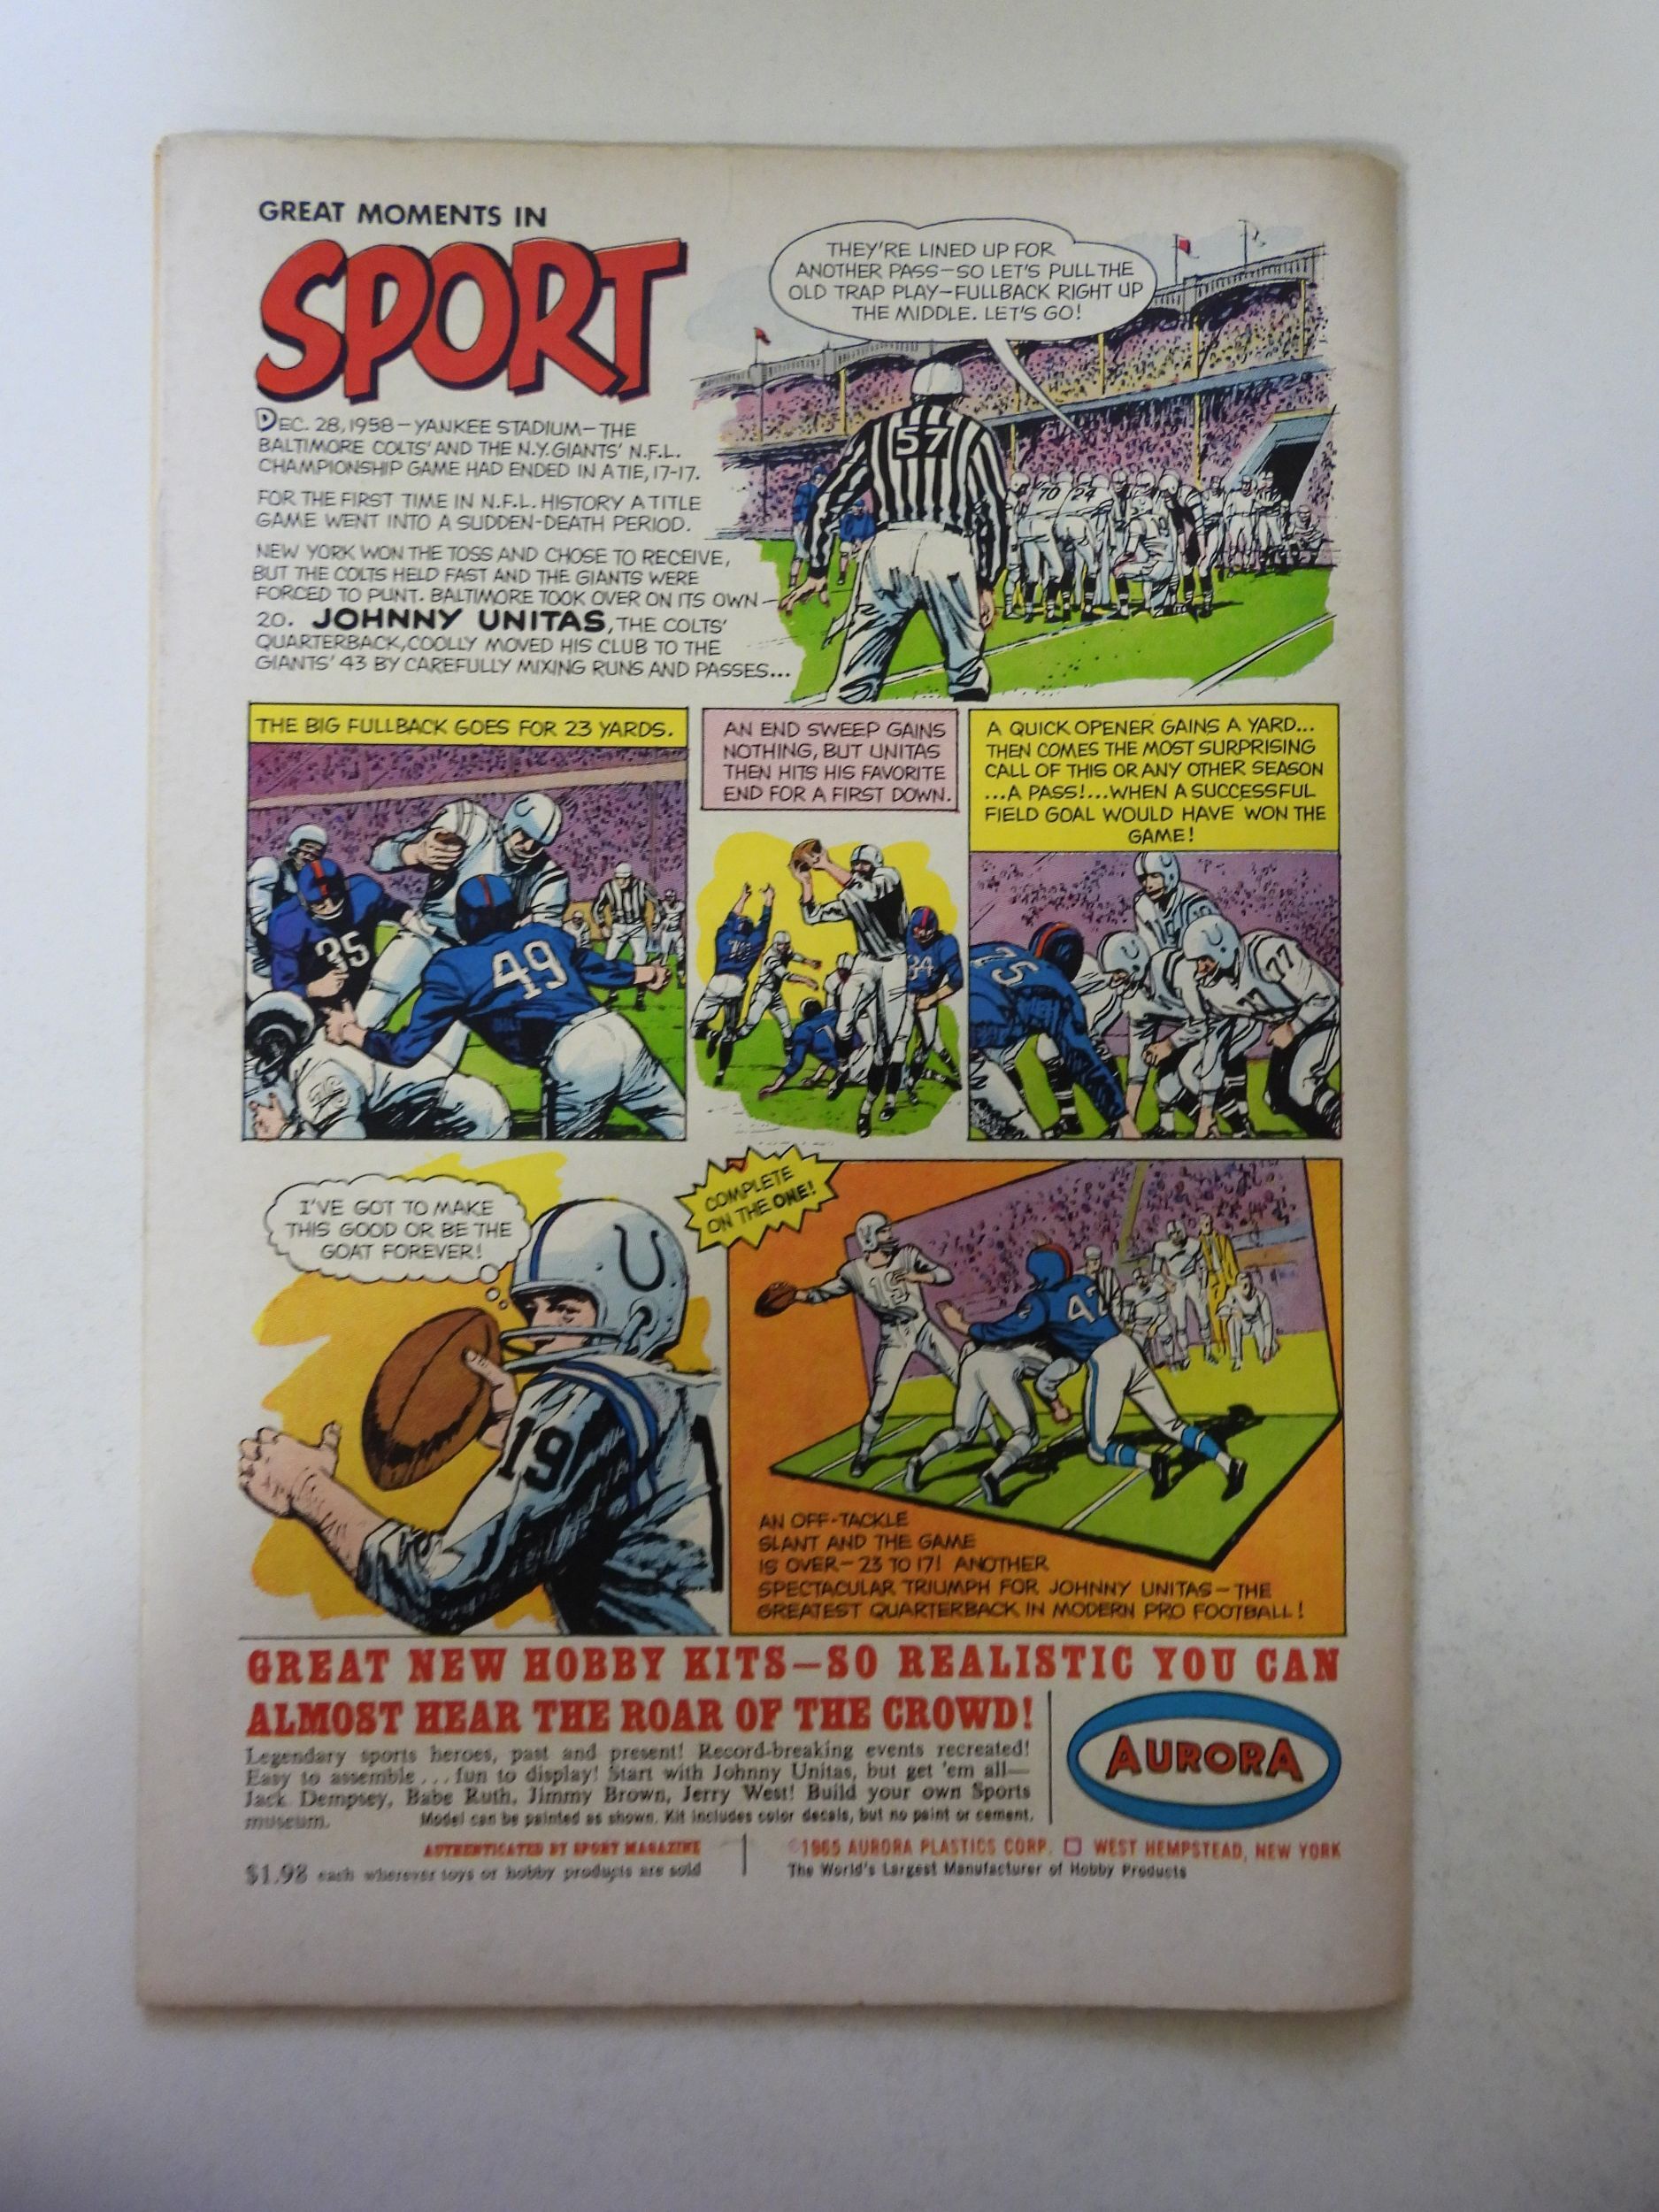 GREAT MOMENTS IN
SPORT
DEC. 28, 1958—YANKEE STADIUM—THE
BALTIMORE COLTS' AND THE N.Y. GIANTS' N.F.L.
CHAMPIONSHIP GAME HAD ENDED IN A TIE, 17-17.
FOR THE FIRST TIME IN N.F.L. HISTORY A TITLE
GAME WENT INTO A SUDDEN-DEATH PERIOD.
NEW YORK WON THE TOSS AND CHOSE TO RECEIVE,
BUT THE COLTS HELD FAST AND THE GIANTS WERE
FORCED TO PUNT. BALTIMORE TOOK OVER ON ITS OWN
20. JOHNNY UNITAS, THE COLTS'
QUARTERBACK, COOLLY MOVED HIS CLUB TO THE
GIANTS' 43 BY CAREFULLY MIXING RUNS AND PASSES...
THEY'RE LINED UP FOR
ANOTHER PASS—SO LET'S PULL THE
OLD TRAP PLAY—FULLBACK RIGHT UP
THE MIDDLE. LET'S GO!
57
70 24
THE BIG FULLBACK GOES FOR 23 YARDS.
35
49
AN END SWEEP GAINS
NOTHING, BUT UNITAS
THEN HITS HIS FAVORITE
END FOR A FIRST DOWN.
84
A QUICK OPENER GAINS A YARD...
THEN COMES THE MOST SURPRISING
CALL OF THIS OR ANY OTHER SEASON
...A PASS!...WHEN A SUCCESSFUL
FIELD GOAL WOULD HAVE WON THE
GAME!
75
77
77
I'VE GOT TO MAKE
THIS GOOD OR BE THE
GOAT FOREVER!
19
COMPLETE
ON THE ONE!
19
42
AN OFF-TACKLE
SLANT AND THE GAME
IS OVER—23 TO 17! ANOTHER
SPECTACULAR TRIUMPH FOR JOHNNY UNITAS—THE
GREATEST QUARTERBACK IN MODERN PRO FOOTBALL!
GREAT NEW HOBBY KITS—SO REALISTIC YOU CAN
ALMOST HEAR THE ROAR OF THE CROWD!
Legendary sports heroes, past and present! Record-breaking events recreated!
Easy to assemble...fun to display! Start with Johnny Unitas, but get 'em all—
Jack Dempsey, Babe Ruth, Jimmy Brown, Jerry West! Build your own Sports
museum. Model can be painted as shown. Kit includes color decals, but no paint or cement.
AURORA
AUTHENTICATED BY SPORT MAGAZINE
$1.98 each wherever toys or hobby products are sold
©1965 AURORA PLASTICS CORP. WEST HEMPSTEAD, NEW YORK
The World's Largest Manufacturer of Hobby Products